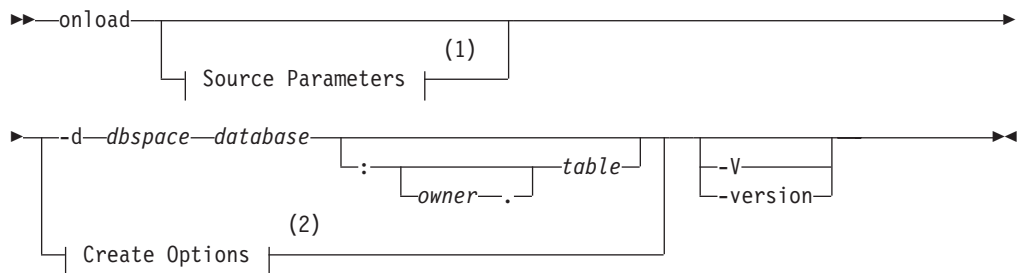 onload
(1)
Source Parameters
-d dbspace database
: table -V
owner . -version
(2)
Create Options